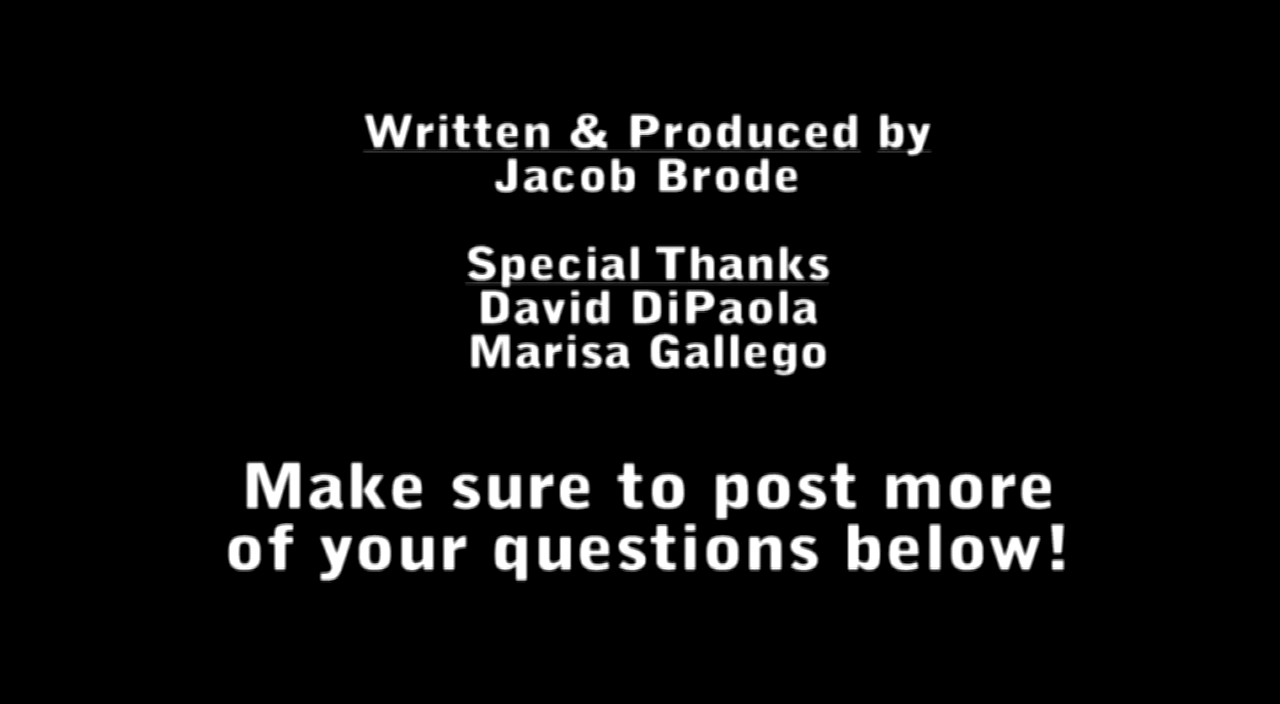 Written & Produced by
Jacob Brode
Special Thanks
David DiPaola
Marisa Gallego
Make sure to post more
of your questions below!